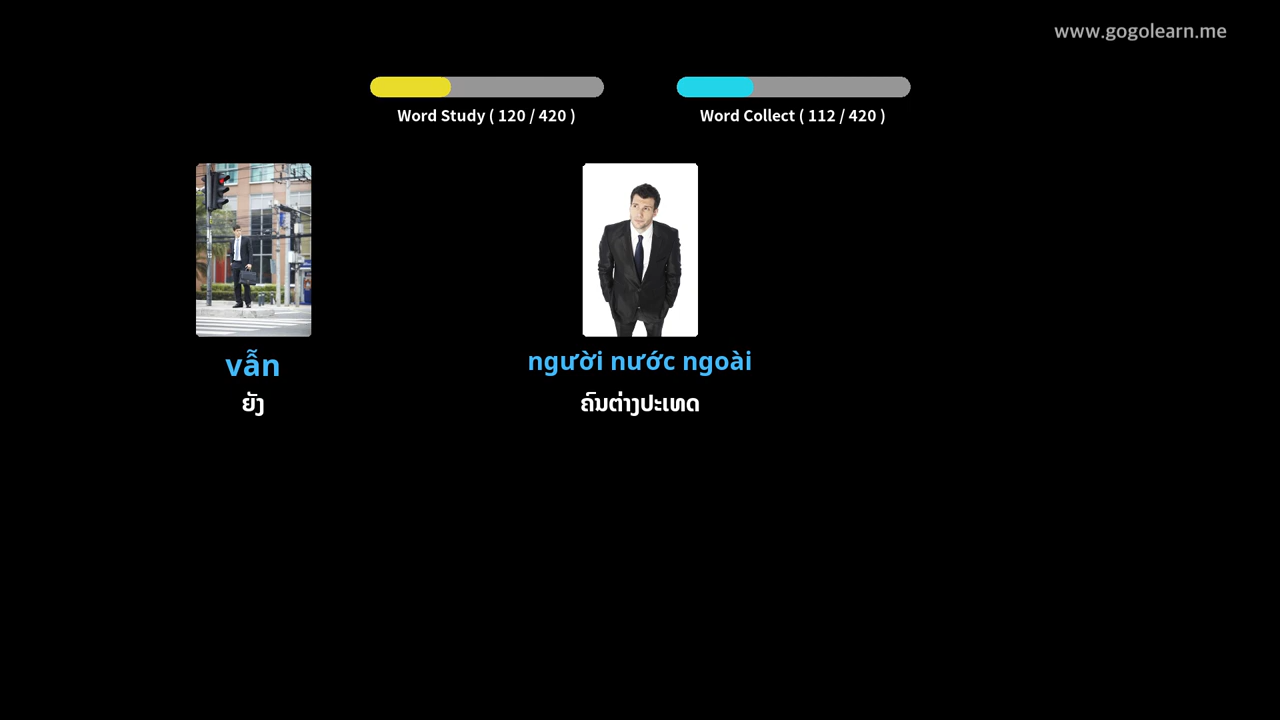 www.gogolearn.me
Word Study ( 120 / 420 )
Word Collect ( 112 / 420 )
vẫn
ຍັງ
người nước ngoài
ຄົນຕ່າງປະເທດ